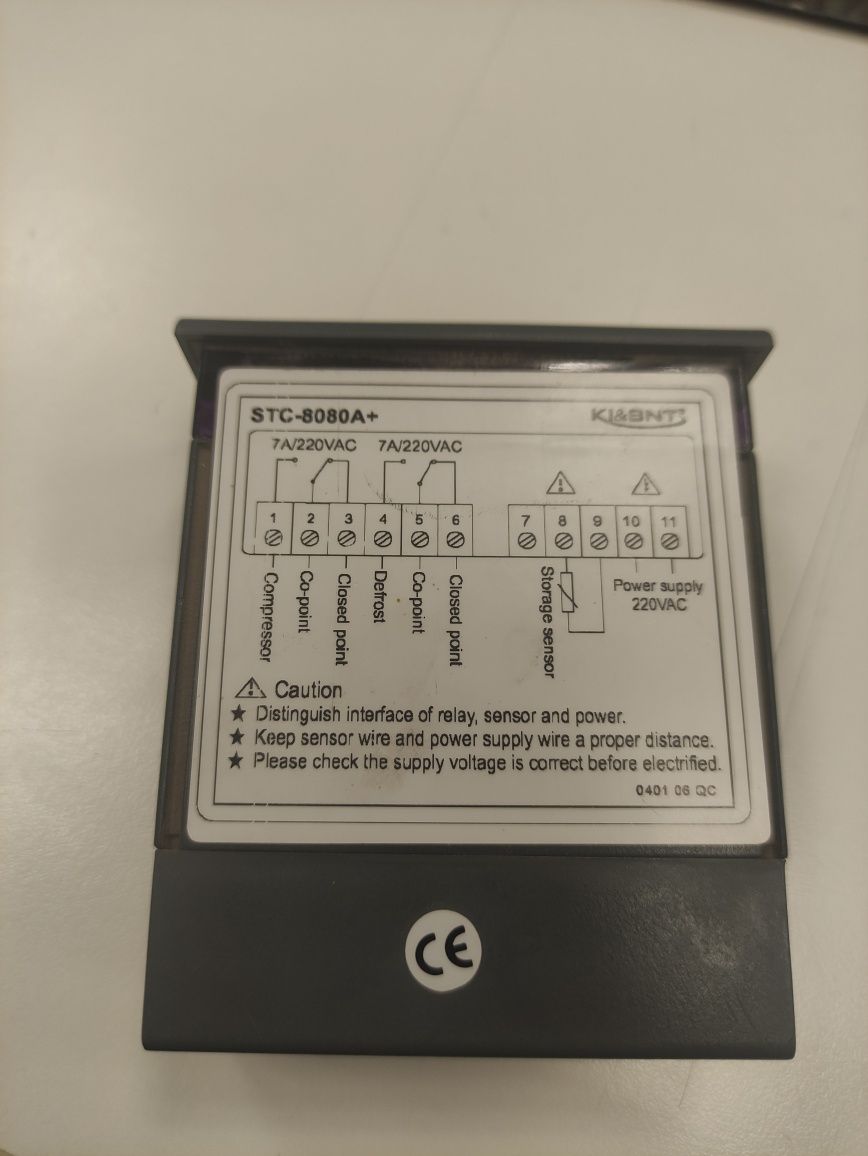 STC-8080A+
KI&BNT
7A/220VAC 7A/220VAC
1 2 3 4 5 6 7 8 9 10 11
Compressor
Co-point
Closed point
Defrost
Co-point
Closed point
Storage sensor
Power supply
220VAC
Caution
★ Distinguish interface of relay, sensor and power.
★ Keep sensor wire and power supply wire a proper distance.
★ Please check the supply voltage is correct before electrified.
0401 06 QC
CE